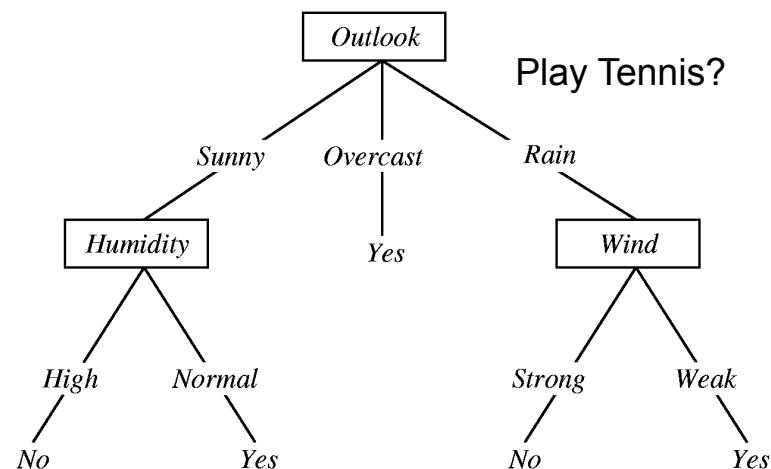 Outlook
Play Tennis?
Sunny Overcast Rain
Humidity Yes Wind
High Normal Strong Weak
No Yes No Yes